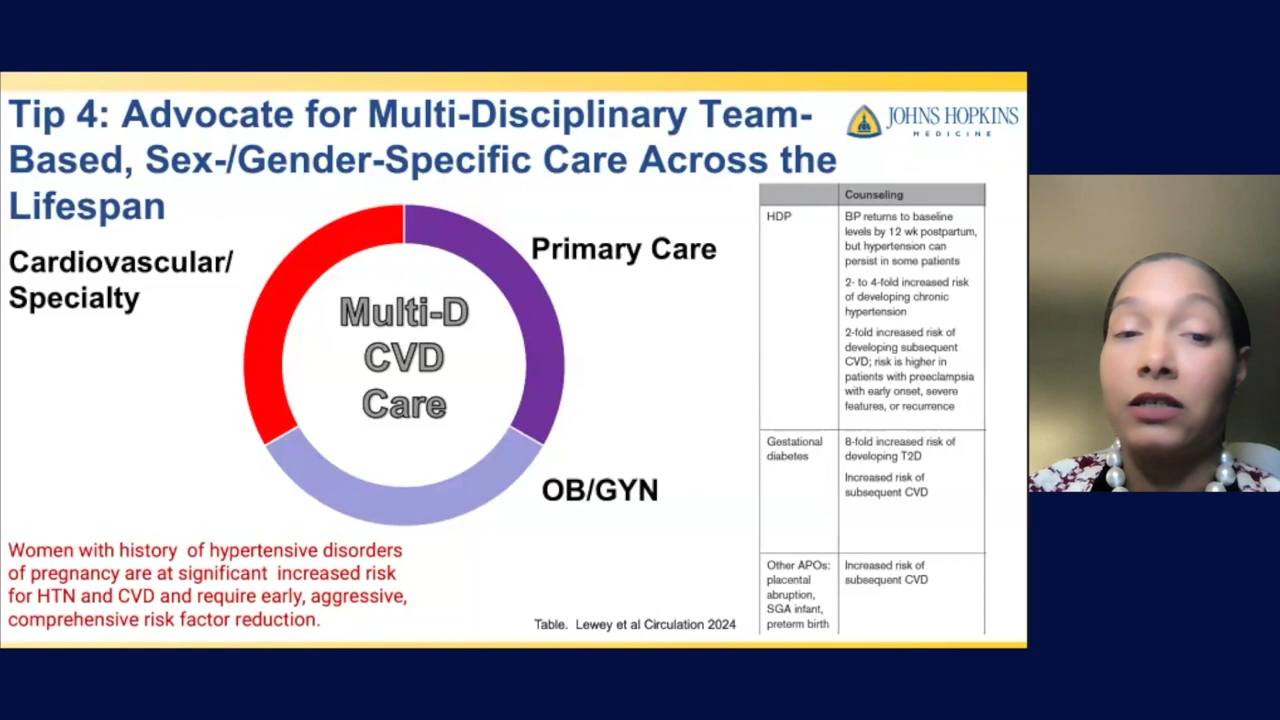 Tip 4: Advocate for Multi-Disciplinary Team-
Based, Sex-/Gender-Specific Care Across the
Lifespan
JOHNS HOPKINS
MEDICINE
Cardiovascular/
Specialty
Multi-D
CVD
Care
Primary Care
OB/GYN
Women with history of hypertensive disorders
of pregnancy are at significant increased risk
for HTN and CVD and require early, aggressive,
comprehensive risk factor reduction.
Table. Lewey et al Circulation 2024
Counseling
HDP
BP returns to baseline
levels by 12 wk postpartum,
but hypertension can
persist in some patients
2- to 4-fold increased risk
of developing chronic
hypertension
2-fold increased risk of
developing subsequent
CVD; risk is higher in
patients with preeclampsia
with early onset, severe
features, or recurrence
Gestational
diabetes
8-fold increased risk of
developing T2D
Increased risk of
subsequent CVD
Other APOs:
placental
abruption,
SGA infant,
preterm birth
Increased risk of
subsequent CVD